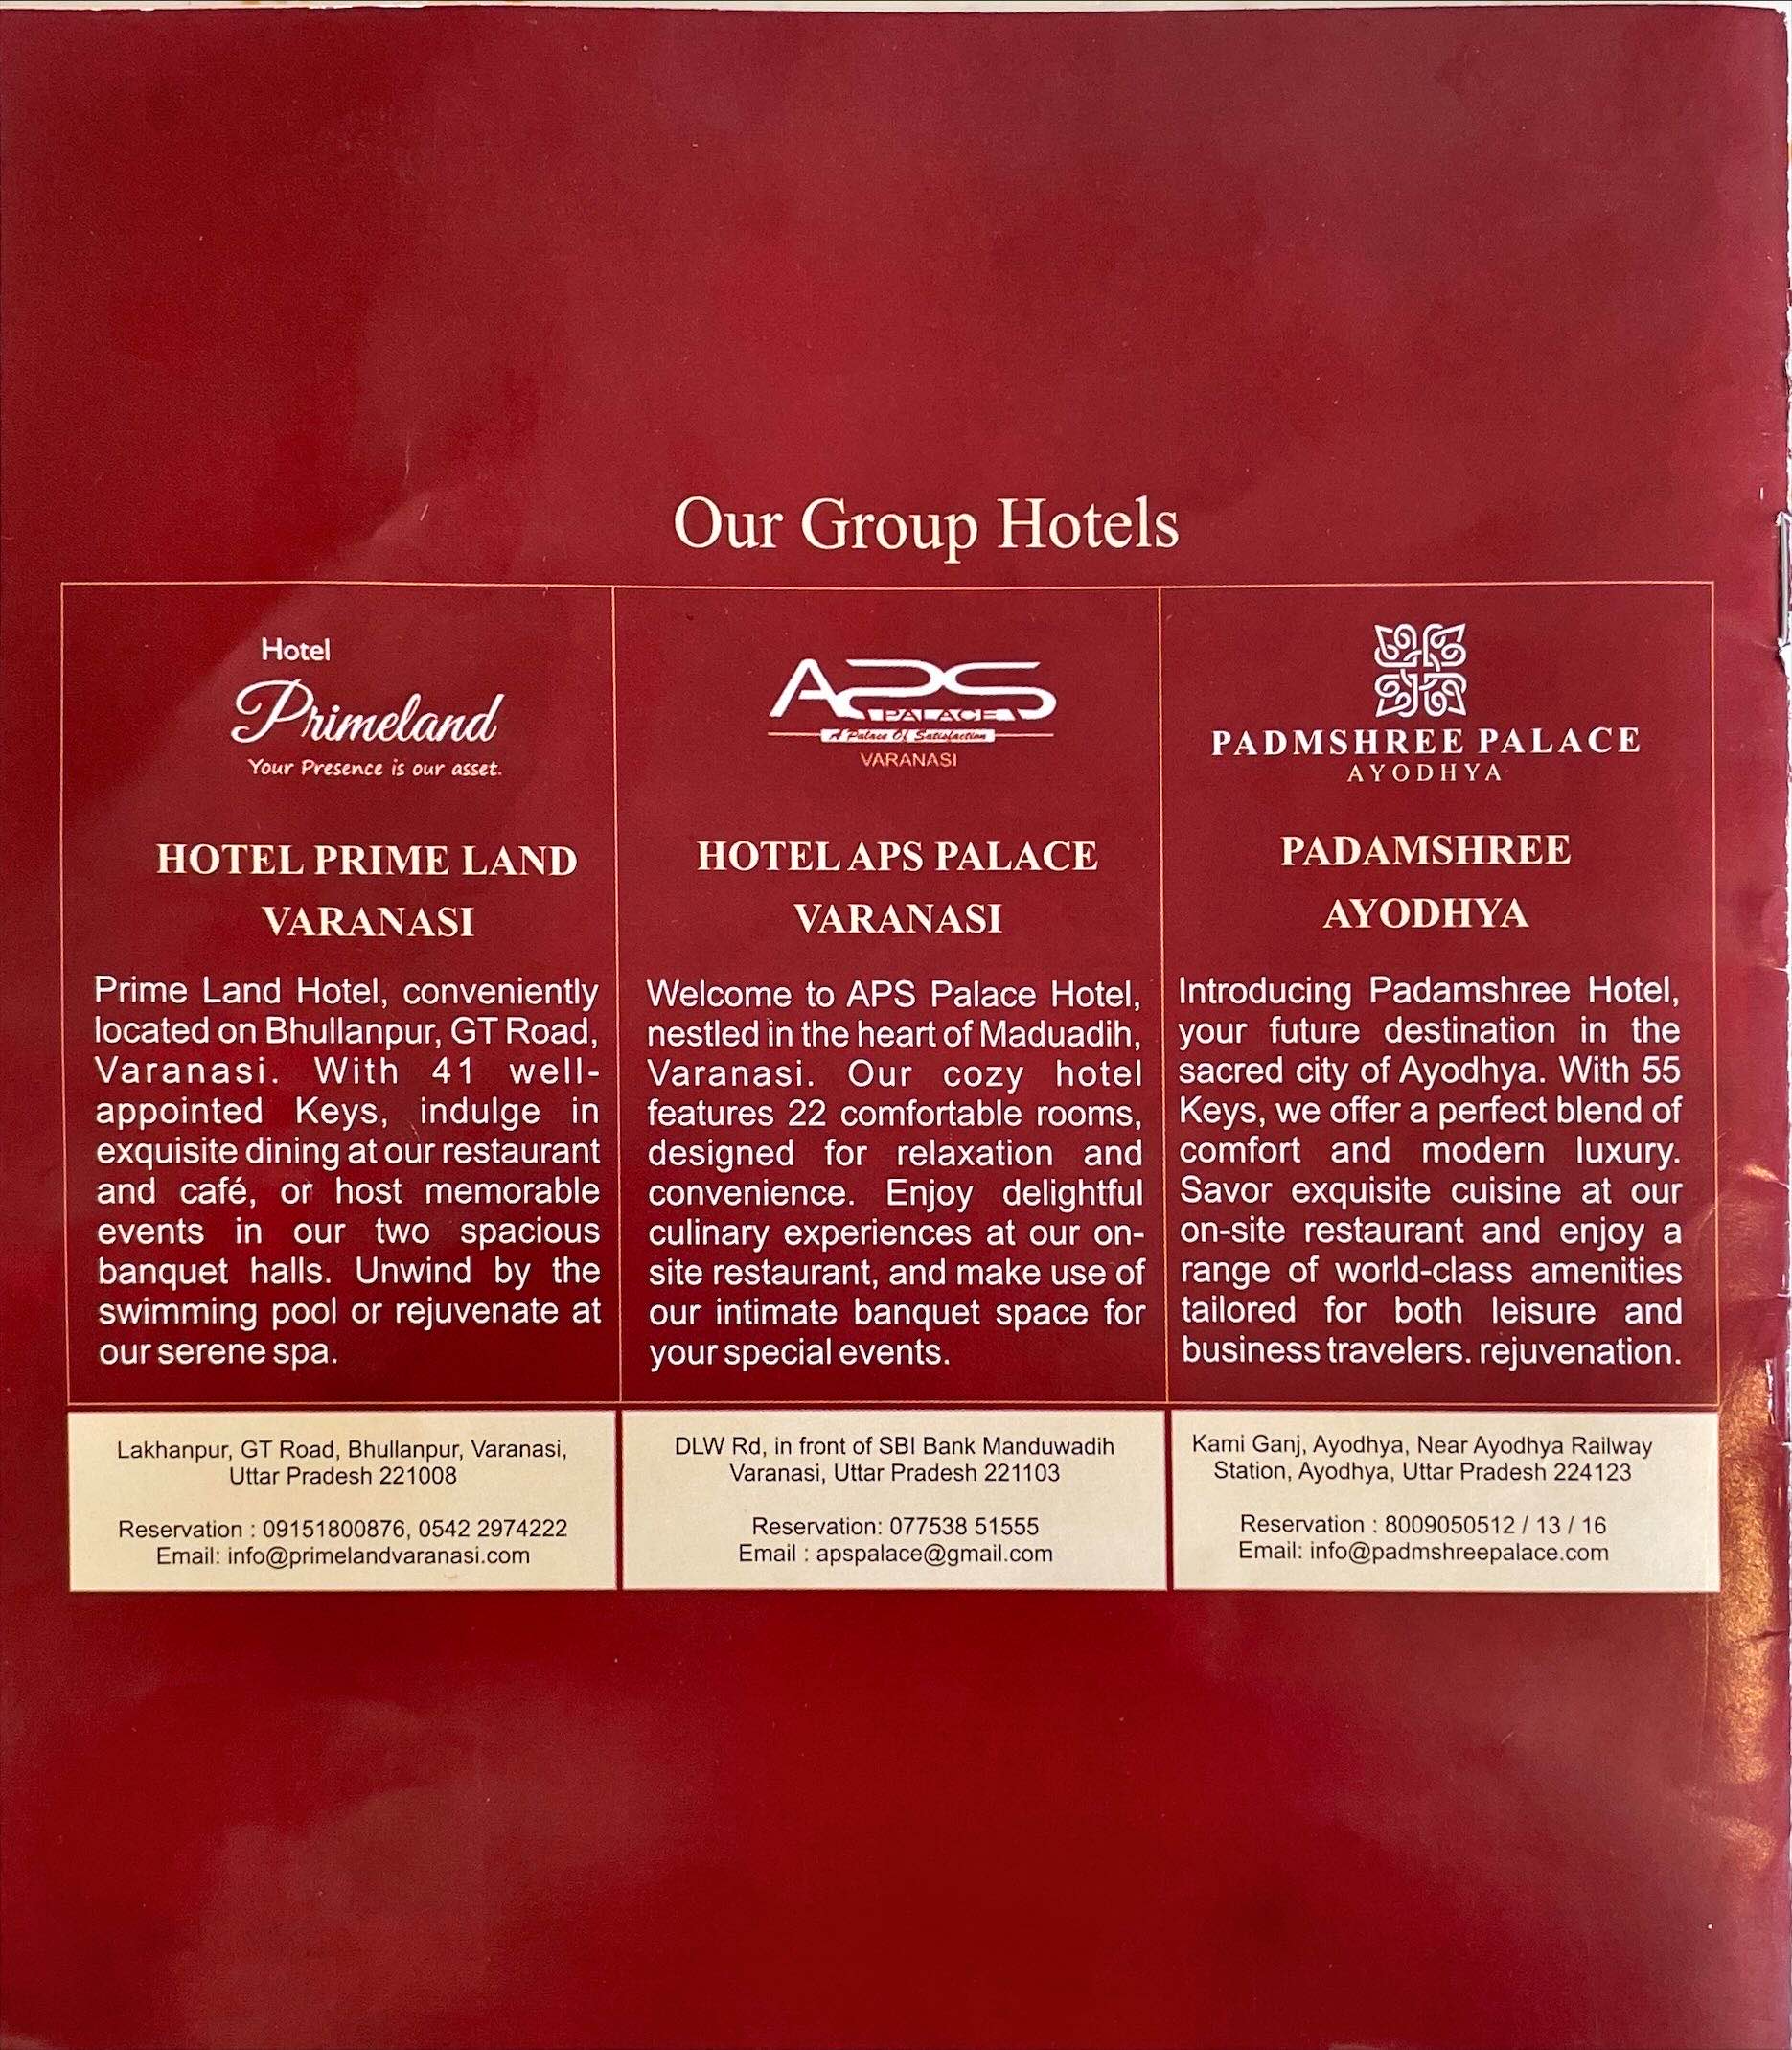 Our Group Hotels
Hotel
Primeland
Your Presence is our asset.
HOTEL PRIME LAND
VARANASI
Prime Land Hotel, conveniently
located on Bhullanpur, GT Road,
Varanasi. With 41 well-
appointed Keys, indulge in
exquisite dining at our restaurant
and café, or host memorable
events in our two spacious
banquet halls. Unwind by the
swimming pool or rejuvenate at
our serene spa.
Lakhanpur, GT Road, Bhullanpur, Varanasi,
Uttar Pradesh 221008
Reservation : 09151800876, 0542 2974222
Email: info@primelandvaranasi.com
APS
PALACE
A Palace Of Satisfaction
VARANASI
HOTEL APS PALACE
VARANASI
Welcome to APS Palace Hotel,
nestled in the heart of Maduadih,
Varanasi. Our cozy hotel
features 22 comfortable rooms,
designed for relaxation and
convenience. Enjoy delightful
culinary experiences at our on-
site restaurant, and make use of
our intimate banquet space for
your special events.
DLW Rd, in front of SBI Bank Manduwadih
Varanasi, Uttar Pradesh 221103
Reservation: 077538 51555
Email : apspalace@gmail.com
PADMSHREE PALACE
AYODHYA
PADAMSHREE
AYODHYA
Introducing Padamshree Hotel,
your future destination in the
sacred city of Ayodhya. With 55
Keys, we offer a perfect blend of
comfort and modern luxury.
Savor exquisite cuisine at our
on-site restaurant and enjoy a
range of world-class amenities
tailored for both leisure and
business travelers. rejuvenation.
Kami Ganj, Ayodhya, Near Ayodhya Railway
Station, Ayodhya, Uttar Pradesh 224123
Reservation : 8009050512 / 13 / 16
Email: info@padmshreepalace.com